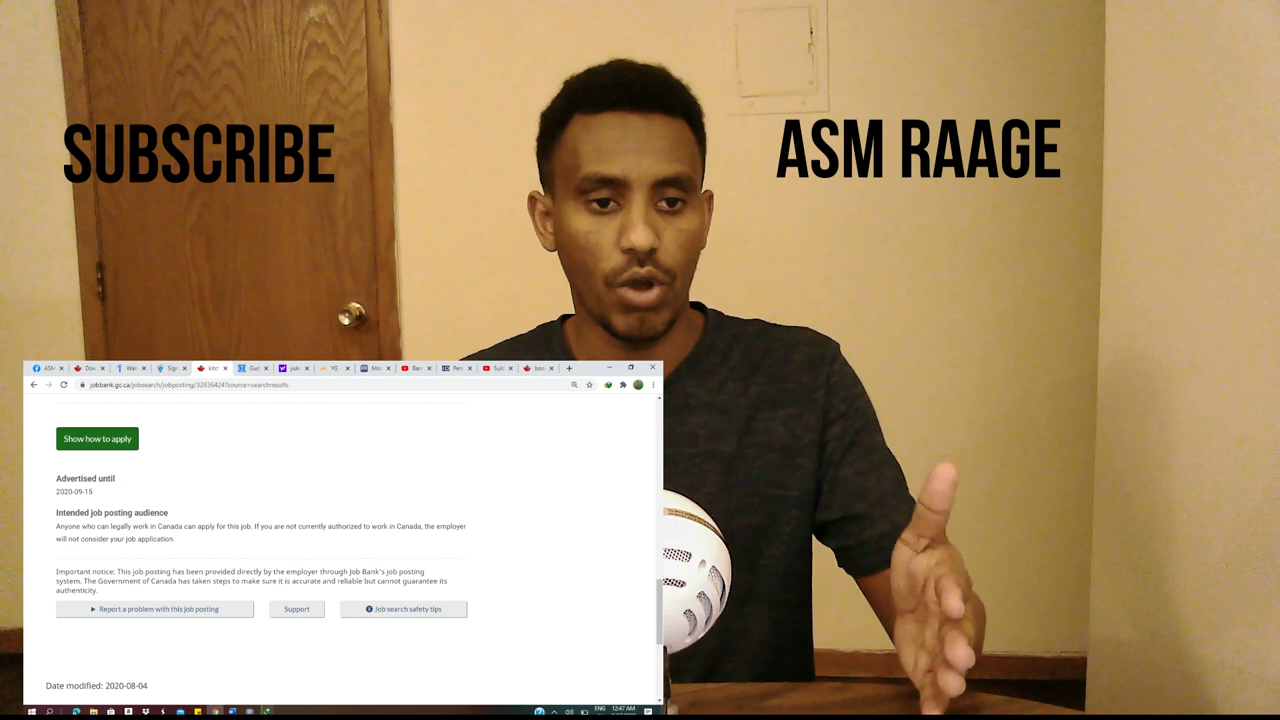 SUBSCRIBE
ASM RAAGE
jobbank.gc.ca/jobsearch/jobposting/32836424?source=searchresults
Show how to apply
Advertised until
2020-09-15
Intended job posting audience
Anyone who can legally work in Canada can apply for this job. If you are not currently authorized to work in Canada, the employer
will not consider your job application.
Important notice: This job posting has been provided directly by the employer through Job Bank's job posting
system. The Government of Canada has taken steps to make sure it is accurate and reliable but cannot guarantee its
authenticity.
Report a problem with this job posting
Support
Job search safety tips
Date modified: 2020-08-04
ENG
12:47 AM